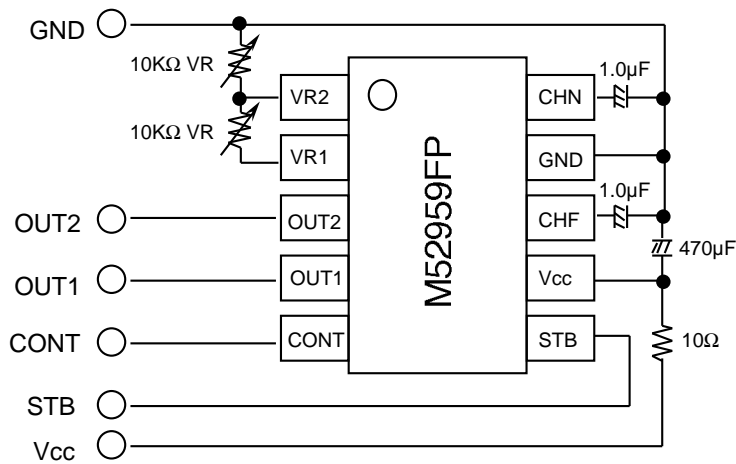 GND
10KΩ VR
10KΩ VR
VR2
VR1
OUT2
OUT2
OUT1
OUT1
CONT
CONT
STB
Vcc
M52959FP
1.0µF
CHN
GND
1.0µF
CHF
470µF
Vcc
STB
10Ω